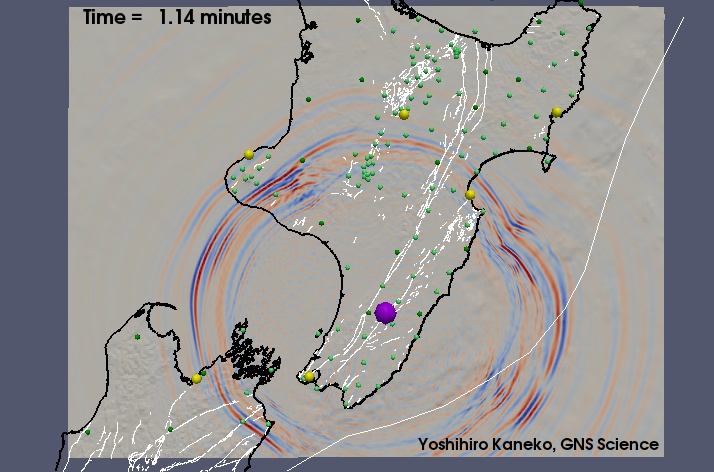 Time = 1.14 minutes
Yoshihiro Kaneko, GNS Science